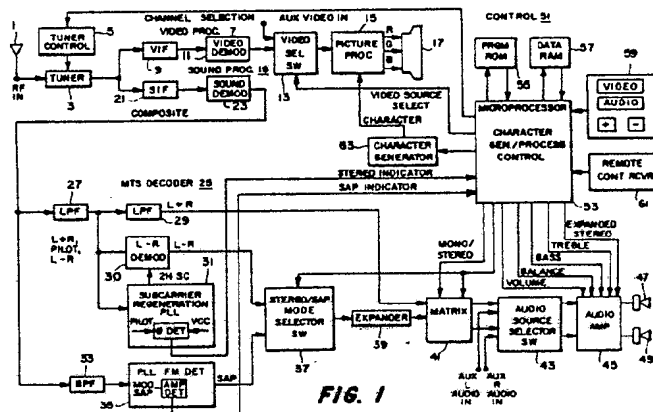 CHANNEL SELECTION
AUX VIDEO IN
15
CONTROL 51
1
5
VIDEO PROC. 7
TUNER CONTROL
VIF
VIDEO DEMOD
VIDEO SEL SW
PICTURE PROC
R
G
B
17
PRGM ROM
DATA RAM
57
59
9
11
SOUND PROC. 19
RF IN
TUNER
3
SIF
21
SOUND DEMOD
23
13
55
VIDEO
AUDIO
+ -
COMPOSITE
VIDEO SOURCE SELECT
CHARACTER
MICROPROCESSOR
CHARACTER GEN./PROCESS CONTROL
63
CHARACTER GENERATOR
REMOTE CONT RCVR
61
53
STEREO INDICATOR
MTS DECODER 25
SAP INDICATOR
27
LPF
LPF
29
L+R
L+R, PILOT, L-R
L-R DEMOD
L-R
30
31
2H SC
SUBCARRIER REGENERATION PLL
PILOT
Φ DET
VCC
MONO/STEREO
EXPANDED STEREO
TREBLE
BASS
BALANCE
VOLUME
STEREO/SAP MODE SELECTOR SW
37
EXPANDER
39
MATRIX
41
AUDIO SOURCE SELECTOR SW
43
AUDIO AMP
45
47
49
33
BPF
PLL FM DET
MOD SAP
AMP DET
SAP
35
AUX L AUDIO IN
AUX R AUDIO IN
FIG. 1